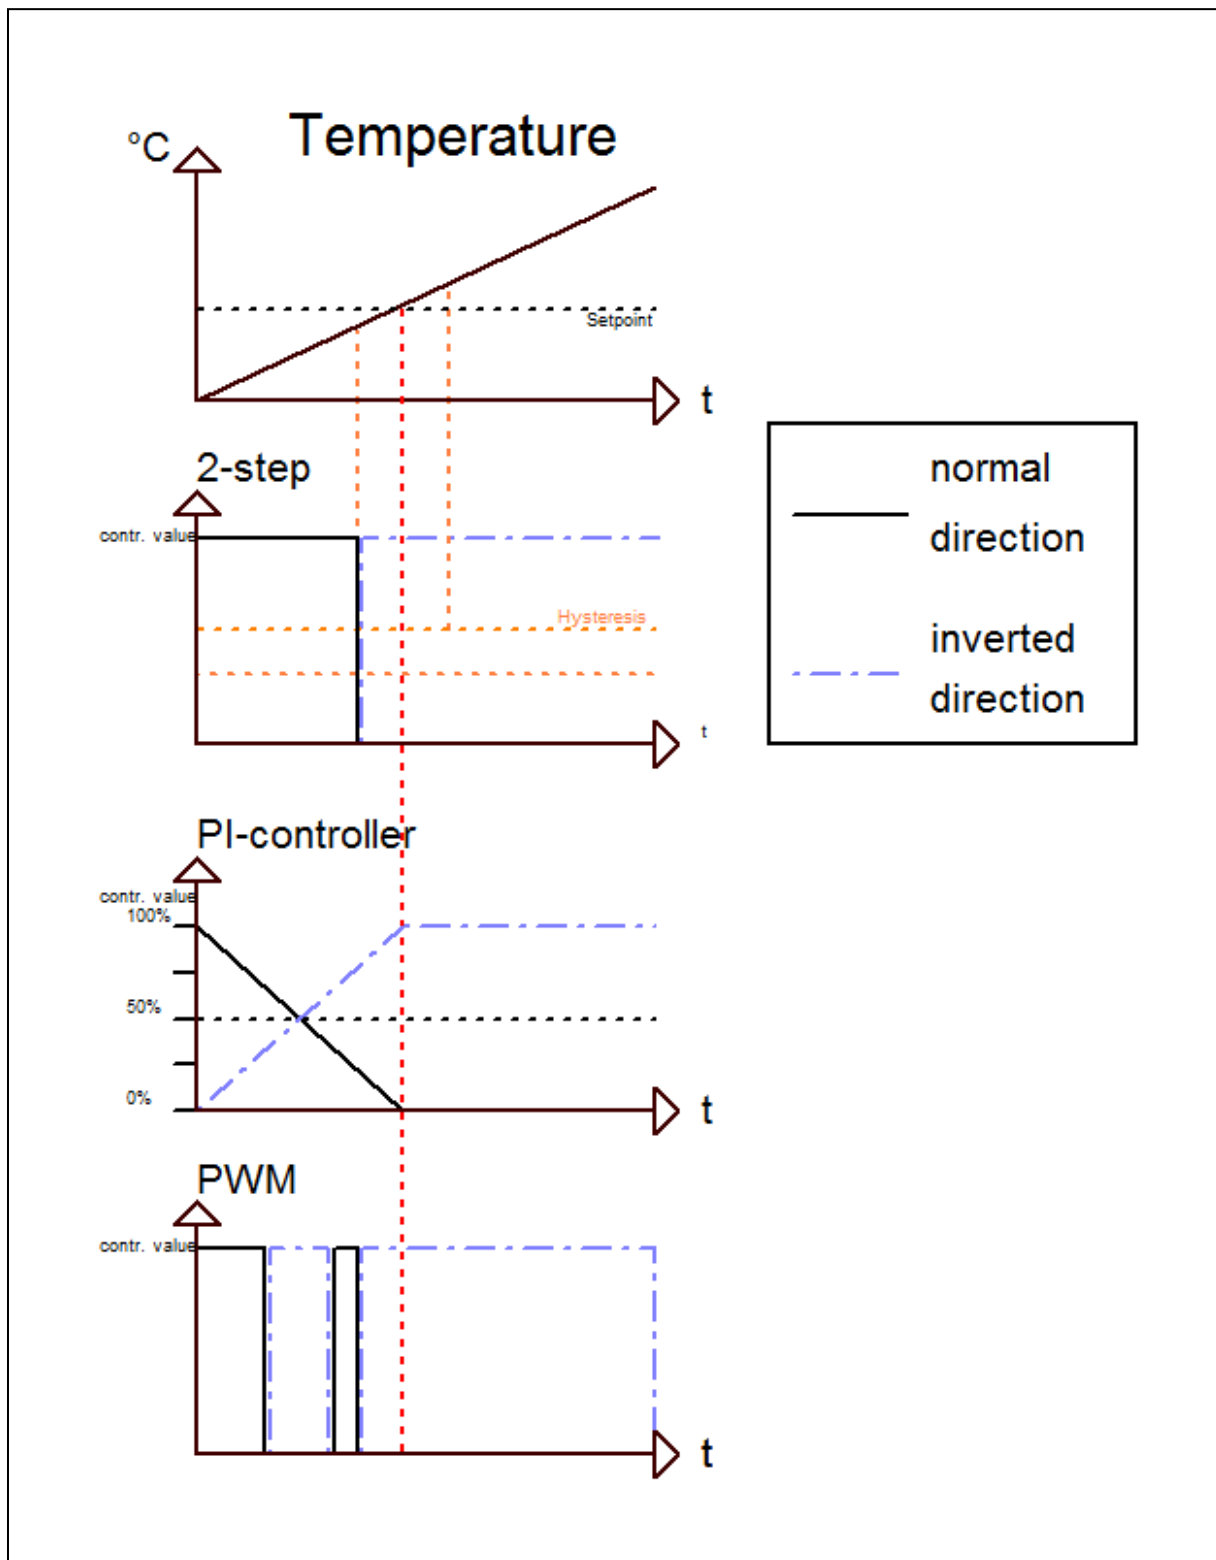 Temperature
°C
Setpoint
t
2-step
contr. value
Hysteresis
t
normal
direction
inverted
direction
PI-controller
contr. value
100%
50%
0%
t
PWM
contr. value
t